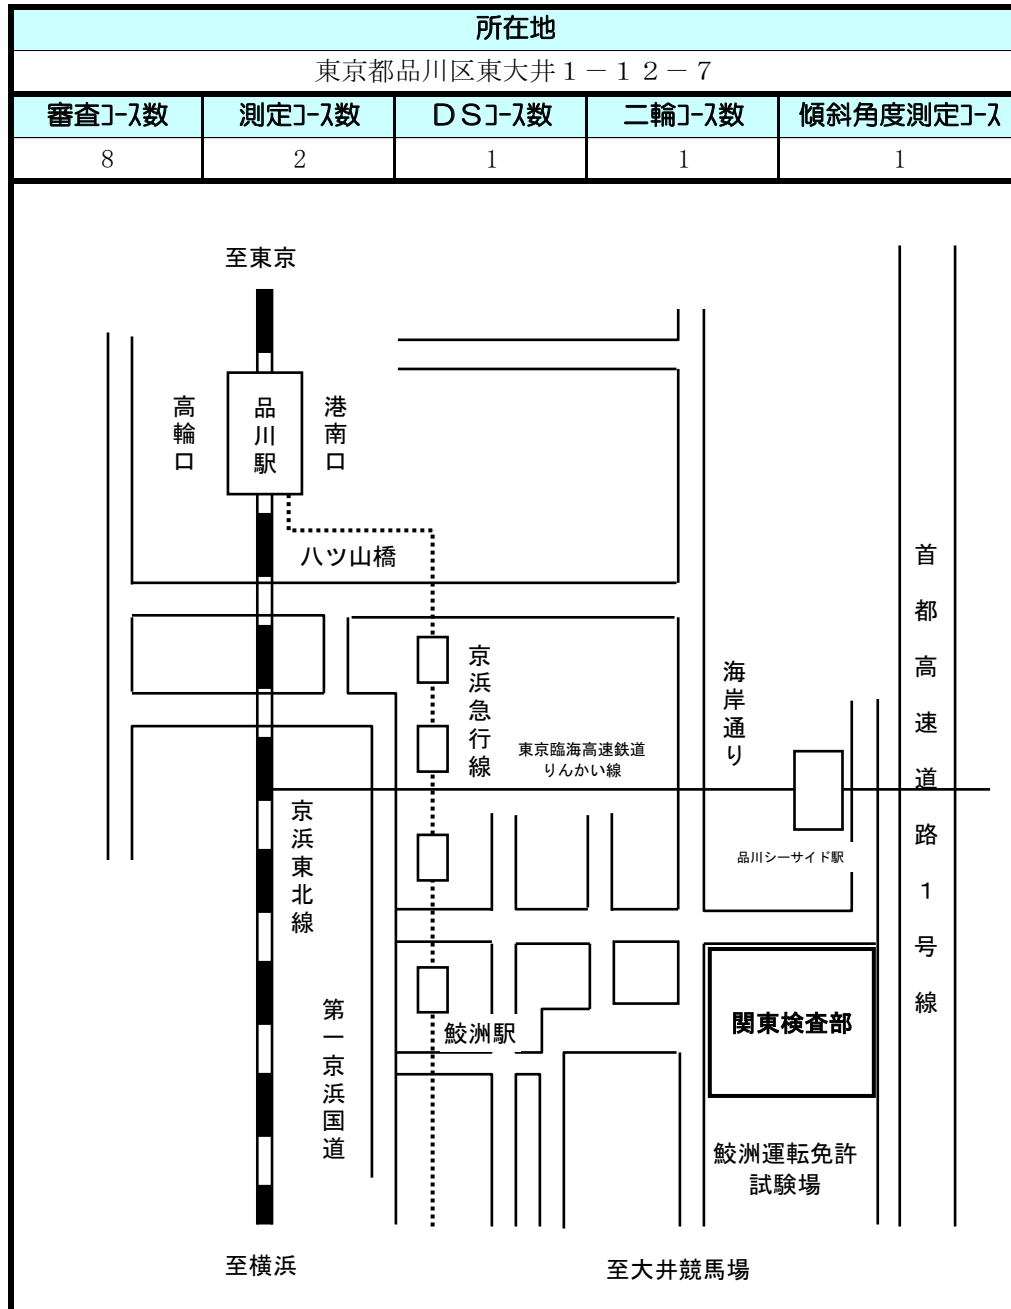 所在地
東京都品川区東大井１－１２－７
審査ｺｰｽ数 測定ｺｰｽ数 ＤＳｺｰｽ数 二輪ｺｰｽ数 傾斜角度測定ｺｰｽ
8 2 1 1 1
至東京
高輪口
品川駅
港南口
八ツ山橋
首都高速道路１号線
京浜急行線
海岸通り
東京臨海高速鉄道
りんかい線
京浜東北線
品川シーサイド駅
第一京浜国道
鮫洲駅
関東検査部
鮫洲運転免許
試験場
至横浜
至大井競馬場